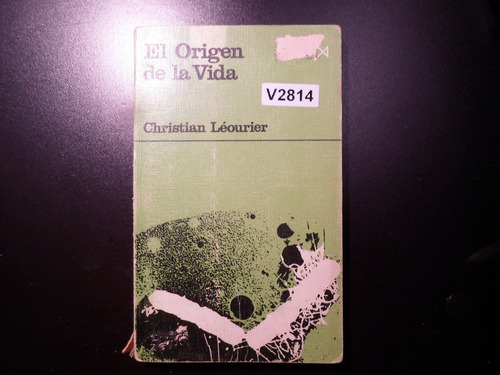 El Origen
de la Vida
V2814
Christian Léourier